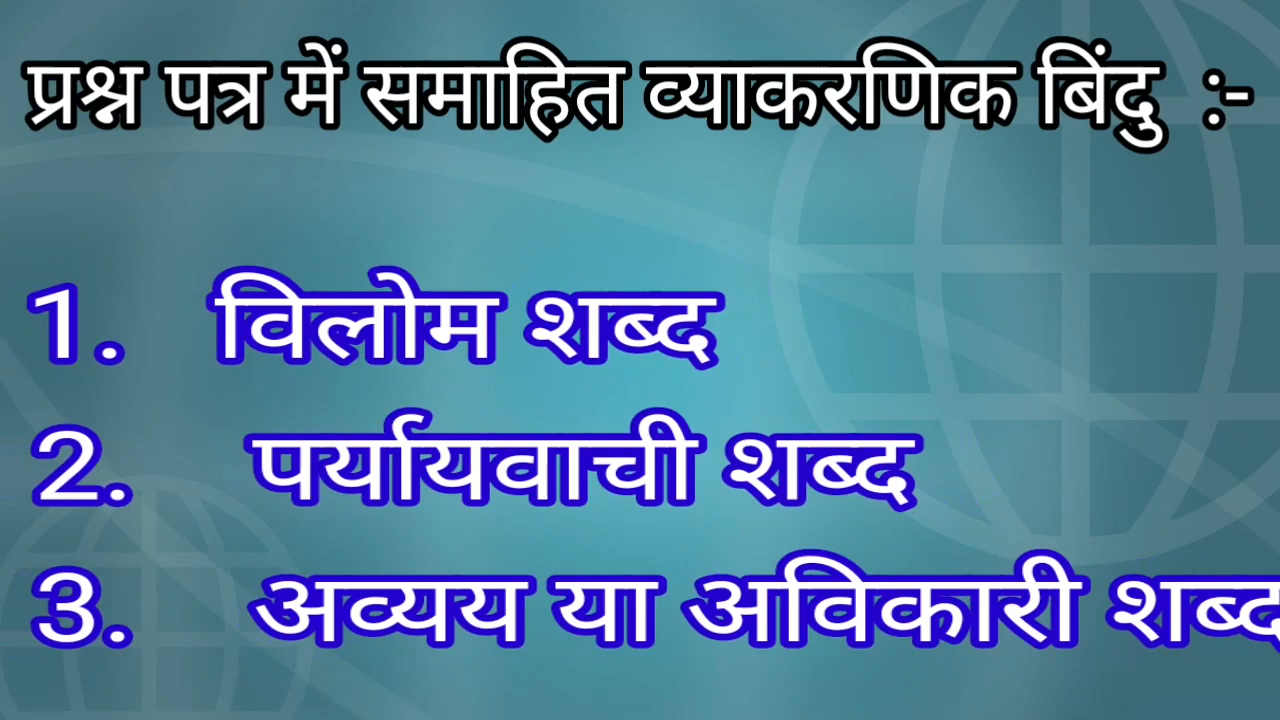 प्रश्न पत्र में समाहित व्याकरणिक बिंदु :-
1. विलोम शब्द
2. पर्यायवाची शब्द
3. अव्यय या अविकारी शब्द